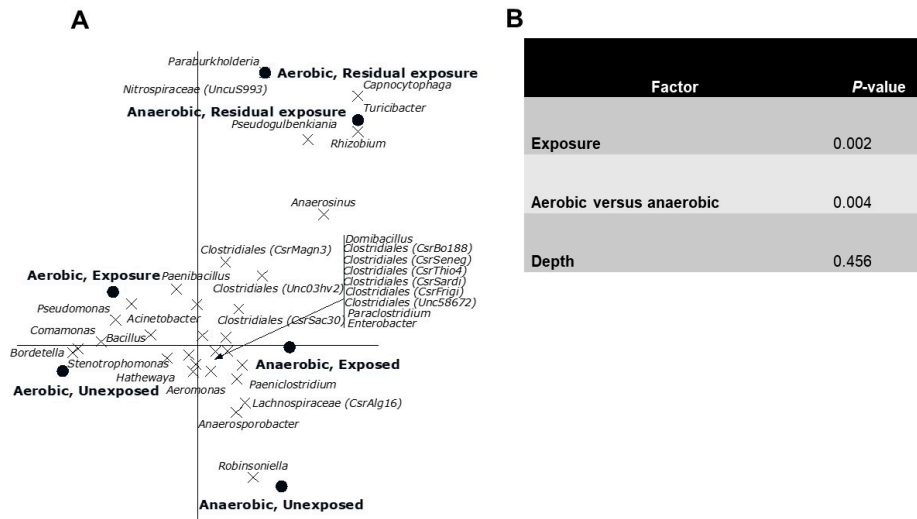 A
Paraburkholderia
Aerobic, Residual exposure
Nitrospiraceae (UncuS993)
Capnocytophaga
Anaerobic, Residual exposure
Turicibacter
Pseudogulbenkiania
Rhizobium
Anaerosinus
Clostridiales (CsrMagn3)
Domibacillus
Clostridiales (CsrBo188)
Clostridiales (CsrSeneg)
Clostridiales (CsrThio4)
Clostridiales (CsrSardi)
Clostridiales (CsrFrigi)
Clostridiales (Unc58672)
Paraclostridium
Enterobacter
Aerobic, Exposure
Paenibacillus
Clostridiales (Unc03hv2)
Pseudomonas
Acinetobacter
Clostridiales (CsrSac30)
Comamonas
Bacillus
Bordetella
Stenotrophomonas
Anaerobic, Exposed
Hathewaya
Aerobic, Unexposed
Aeromonas
Paeniclostridium
Lachnospiraceae (CsrAlg16)
Anaerosporobacter
Robinsoniella
Anaerobic, Unexposed
B
Factor P-value
Exposure 0.002
Aerobic versus anaerobic 0.004
Depth 0.456